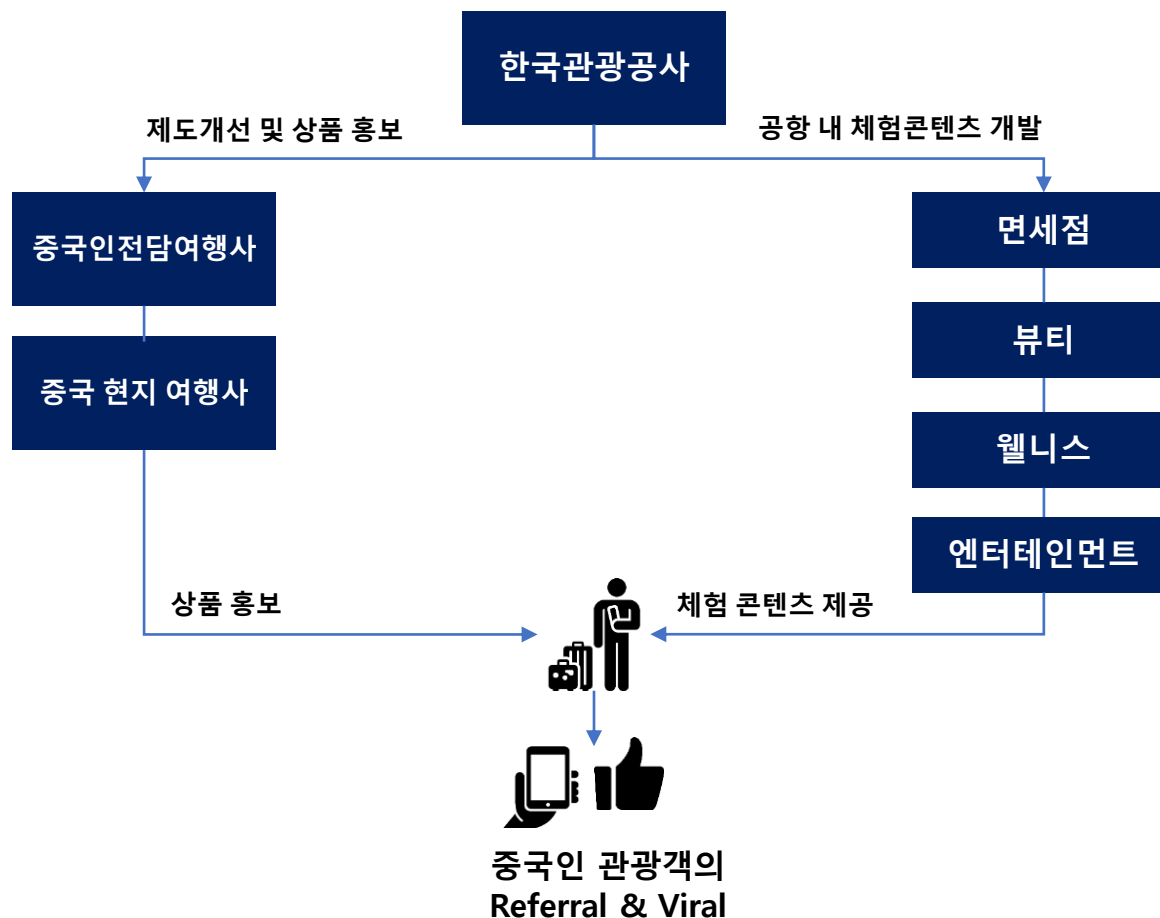 한국관광공사
제도개선 및 상품 홍보
공항 내 체험콘텐츠 개발
중국인전담여행사
면세점
뷰티
중국 현지 여행사
웰니스
엔터테인먼트
상품 홍보
체험 콘텐츠 제공
중국인 관광객의
Referral & Viral